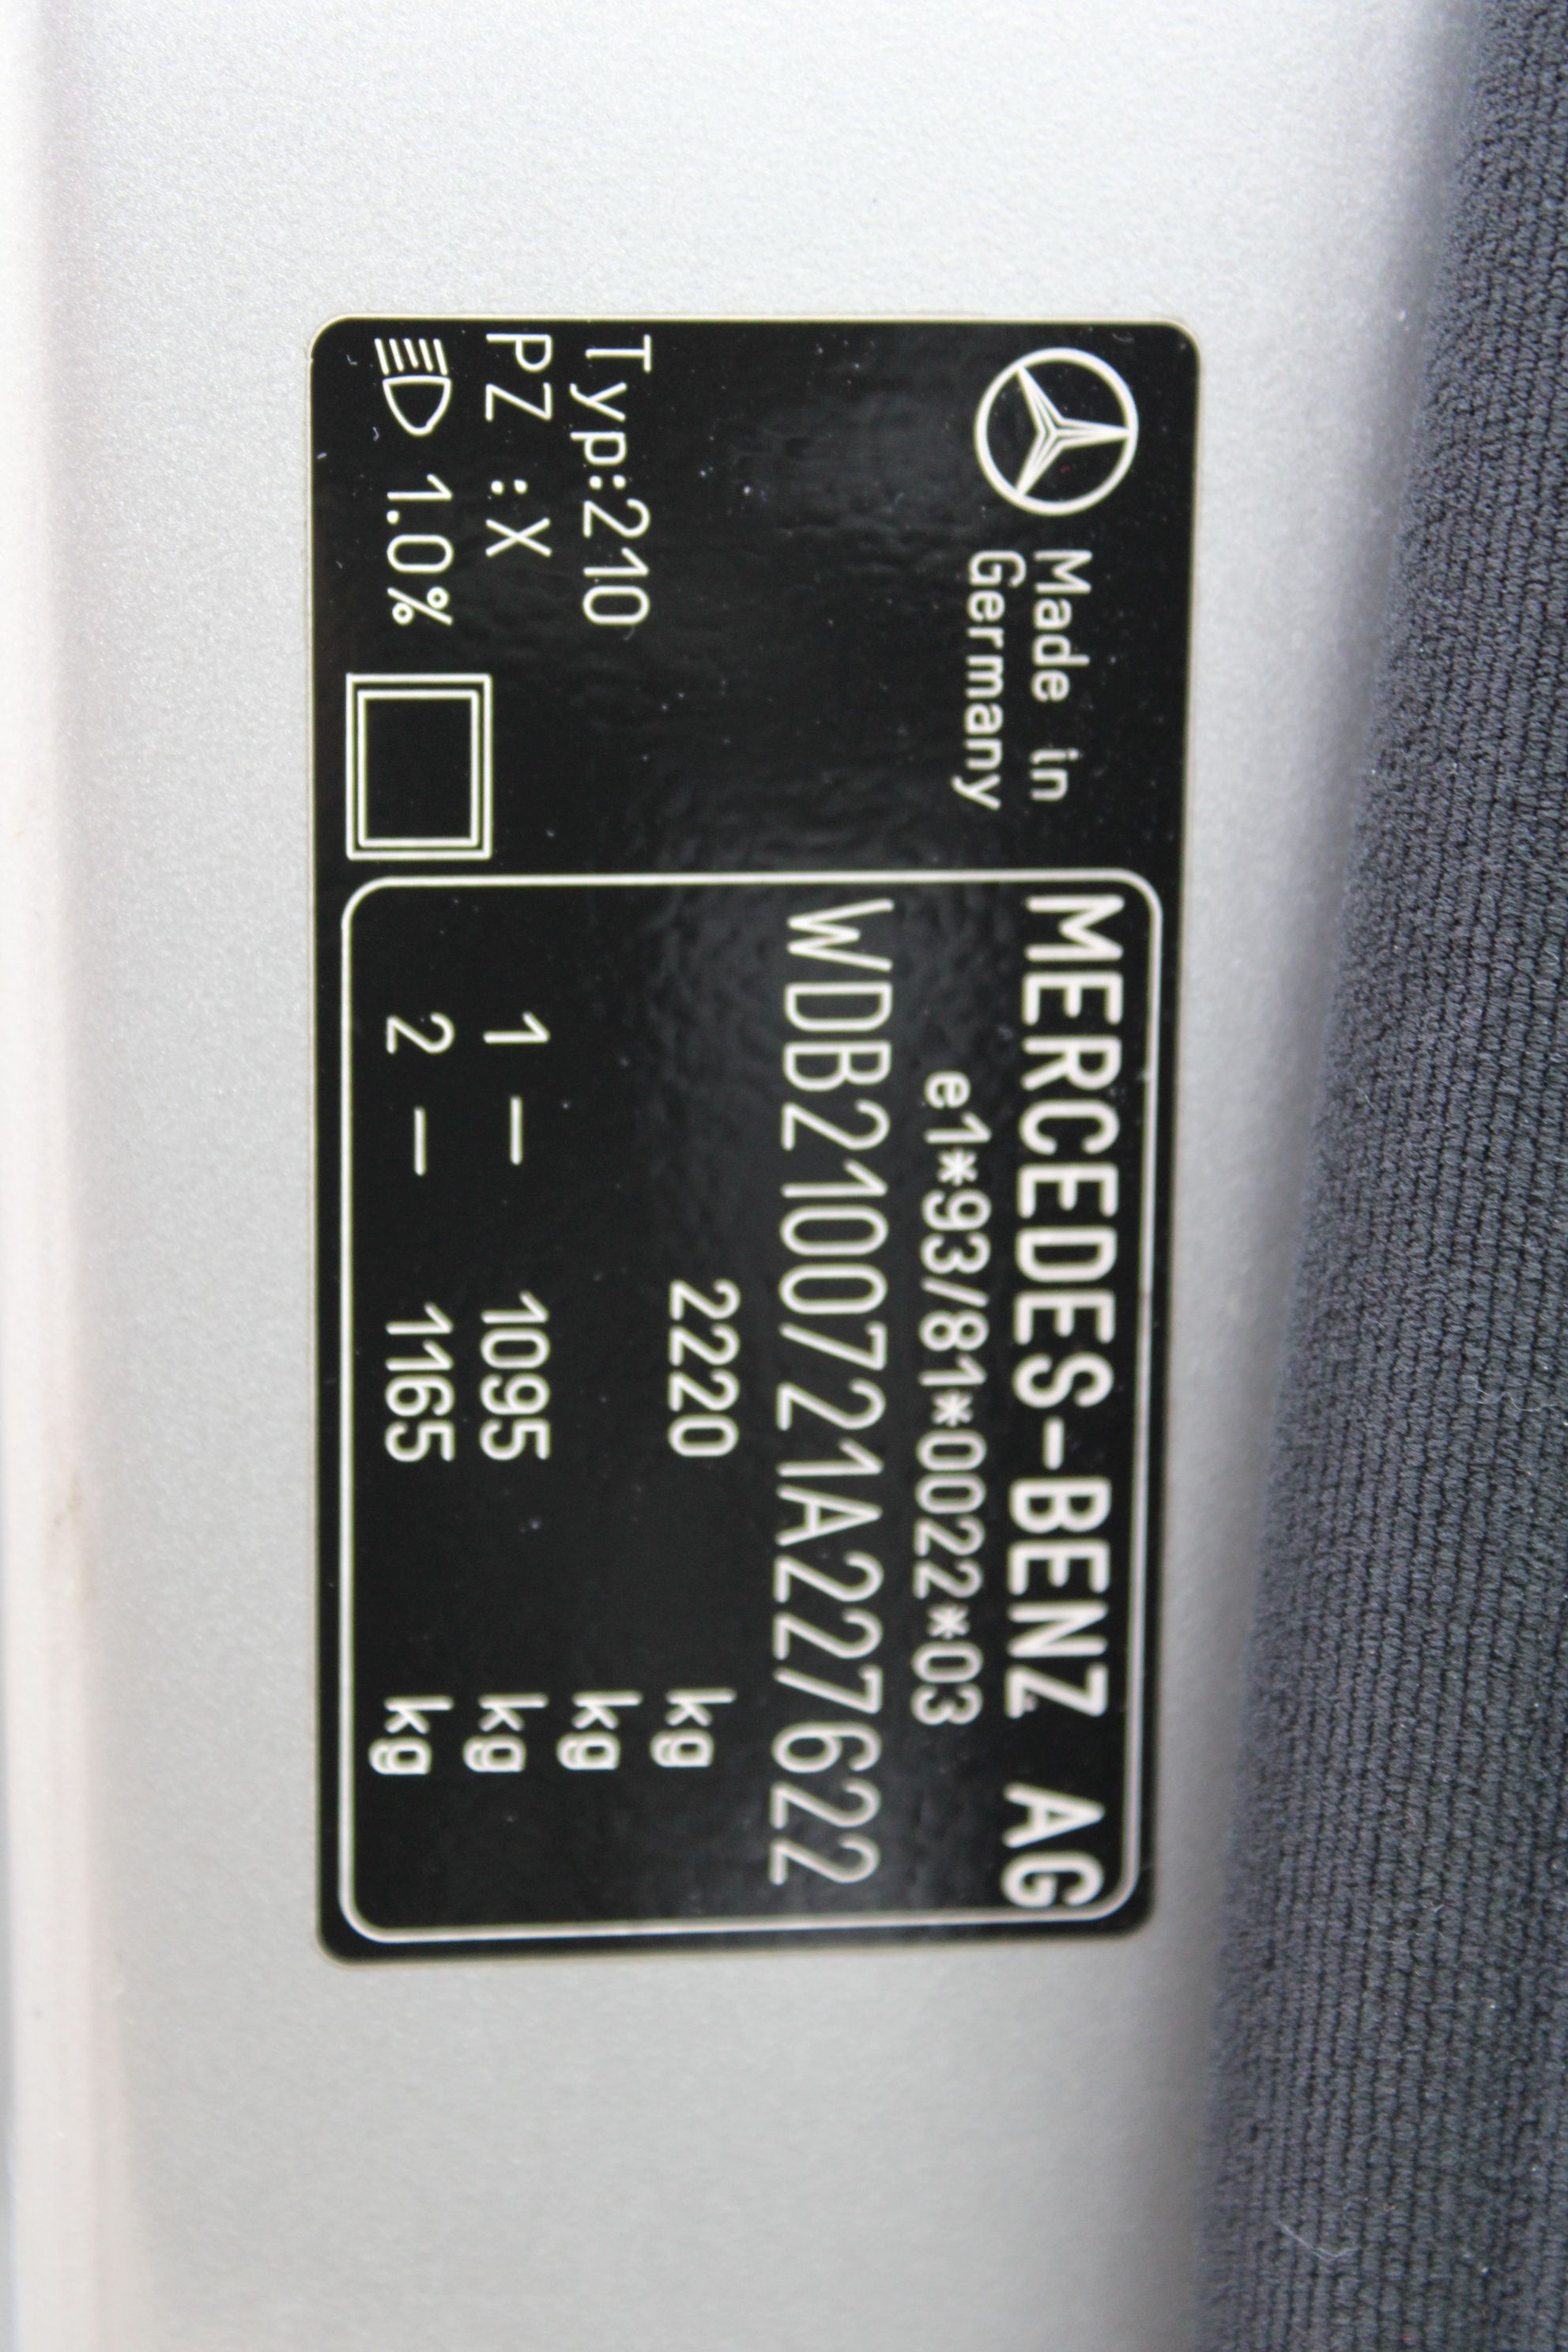 Made in
Germany
Typ:210
PZ :X
1.0%
MERCEDES-BENZ AG
e1*93/81*0022*03
WDB2100721A227622
2220 kg
kg
1 — 1095 kg
2 — 1165 kg